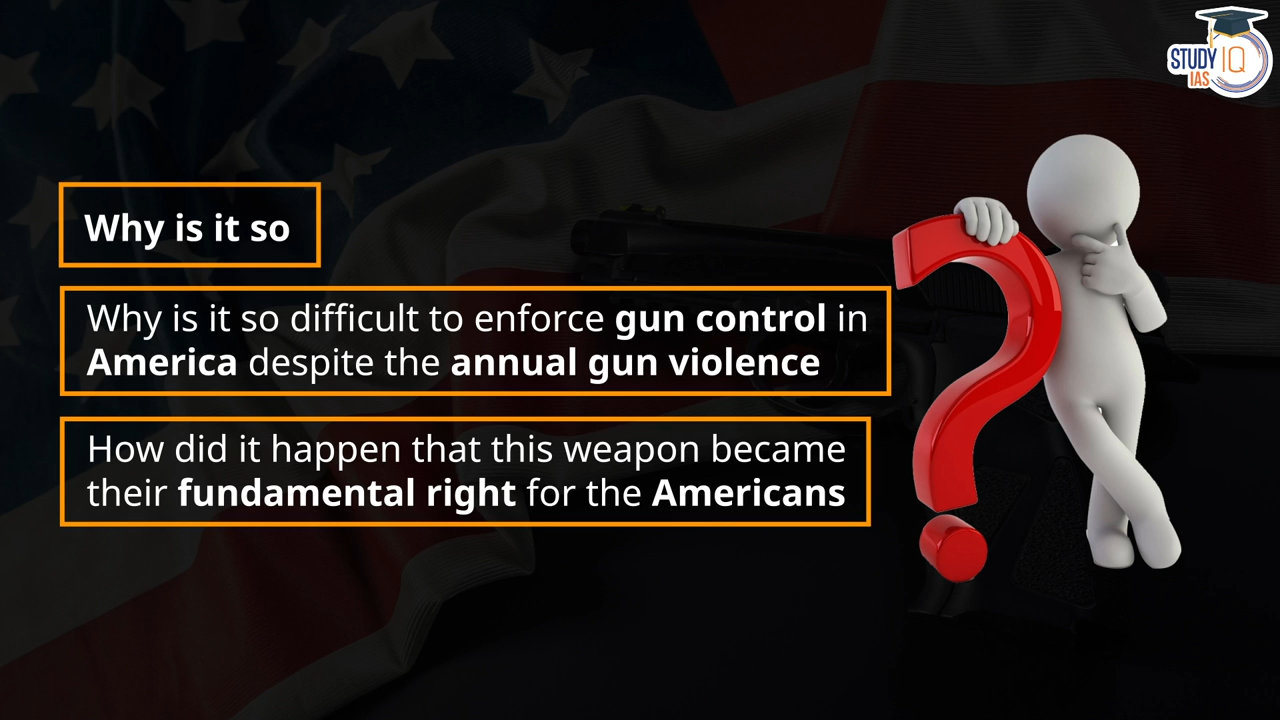 STUDY IQ
IAS
Why is it so
Why is it so difficult to enforce gun control in
America despite the annual gun violence
How did it happen that this weapon became
their fundamental right for the Americans